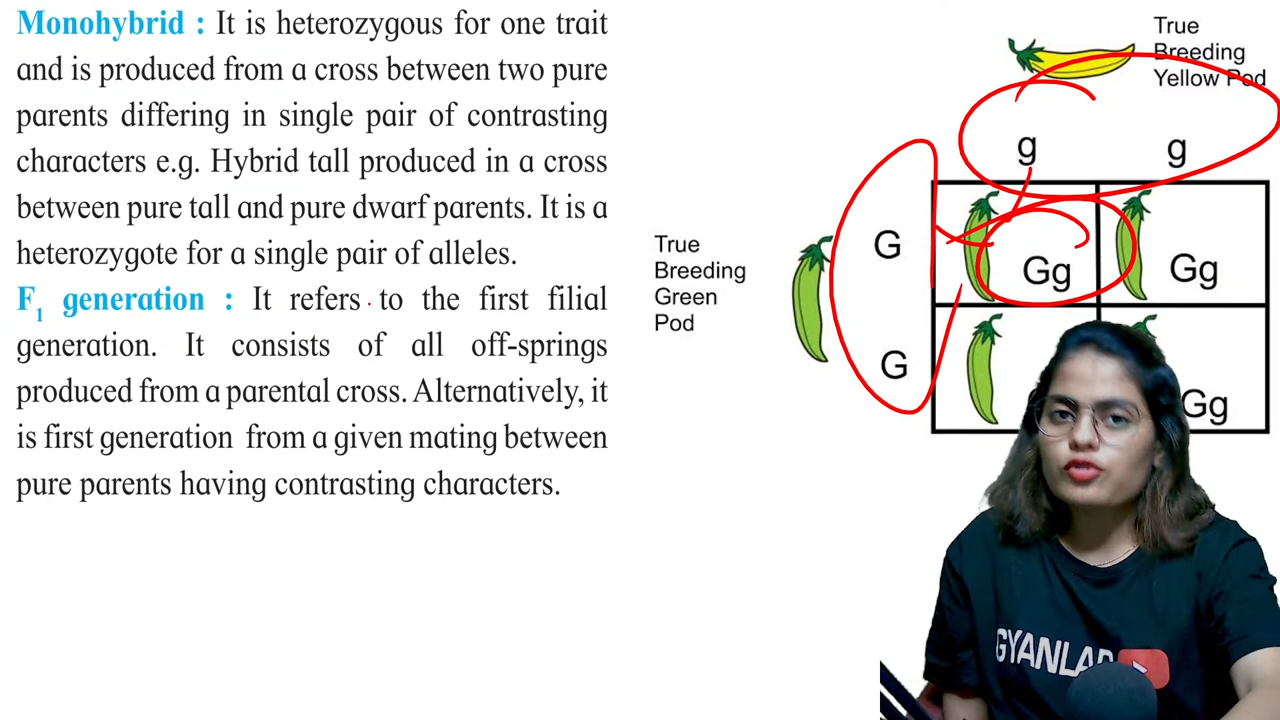 Monohybrid : It is heterozygous for one trait
and is produced from a cross between two pure
parents differing in single pair of contrasting
characters e.g. Hybrid tall produced in a cross
between pure tall and pure dwarf parents. It is a
heterozygote for a single pair of alleles.
F1 generation : It refers to the first filial
generation. It consists of all off-springs
produced from a parental cross. Alternatively, it
is first generation from a given mating between
pure parents having contrasting characters.
True
Breeding
Yellow Pod
g g
True
Breeding
Green
Pod
G
Gg Gg
G
Gg
GYANLAB